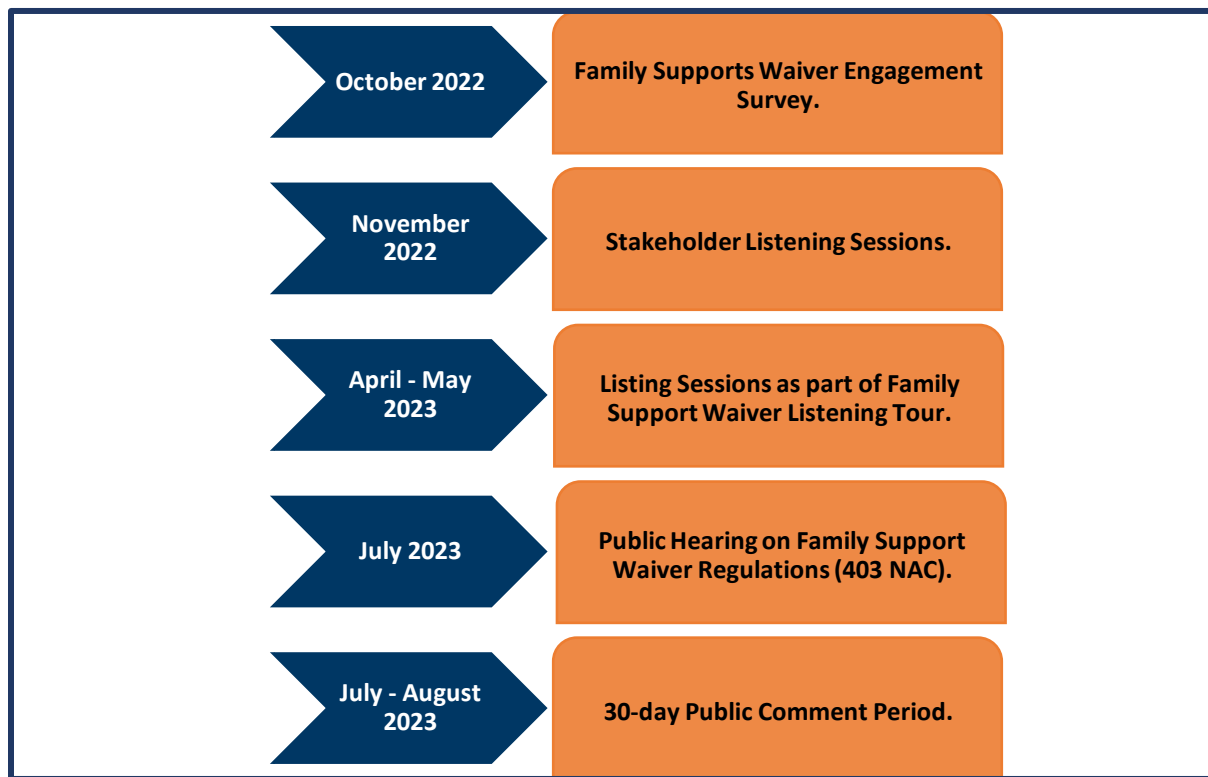 October 2022
Family Supports Waiver Engagement
Survey.
November
2022
Stakeholder Listening Sessions.
April - May
2023
Listing Sessions as part of Family
Support Waiver Listening Tour.
July 2023
Public Hearing on Family Support
Waiver Regulations (403 NAC).
July - August
2023
30-day Public Comment Period.